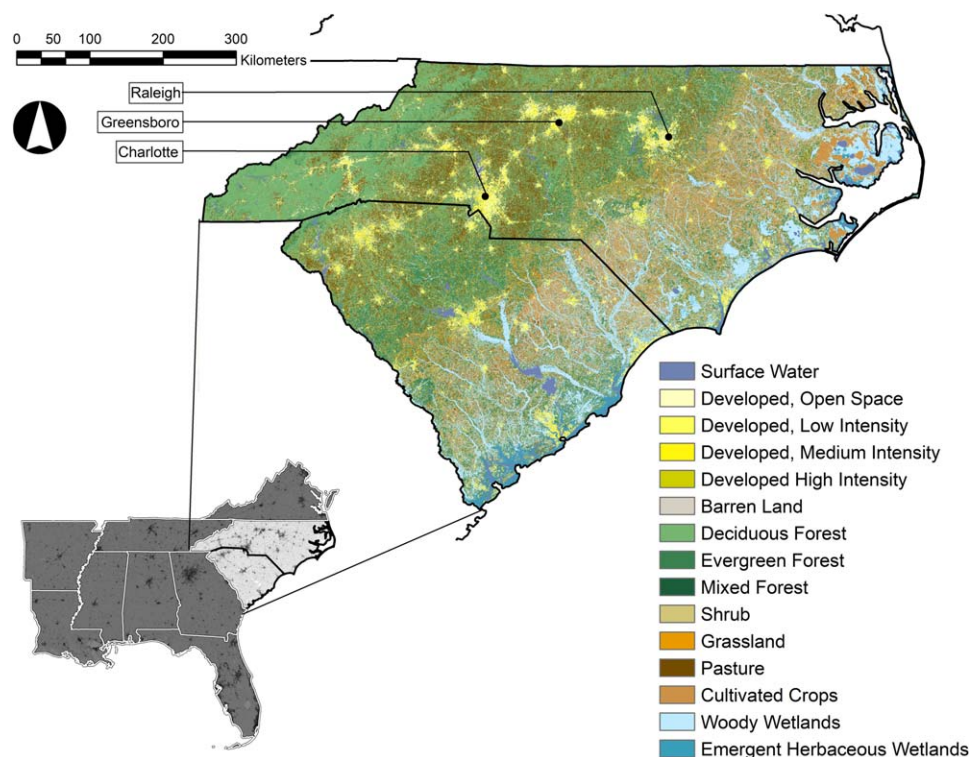 0 50 100 200 300
Kilometers
Raleigh
Greensboro
Charlotte
Surface Water
Developed, Open Space
Developed, Low Intensity
Developed, Medium Intensity
Developed High Intensity
Barren Land
Deciduous Forest
Evergreen Forest
Mixed Forest
Shrub
Grassland
Pasture
Cultivated Crops
Woody Wetlands
Emergent Herbaceous Wetlands